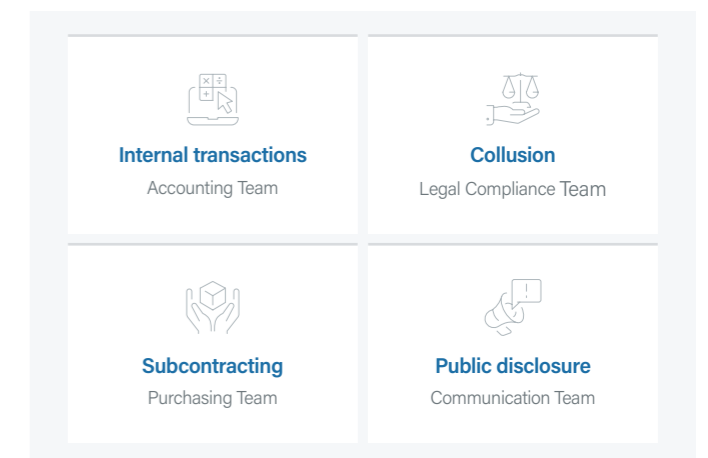 Internal transactions
Accounting Team
Collusion
Legal Compliance Team
Subcontracting
Purchasing Team
Public disclosure
Communication Team